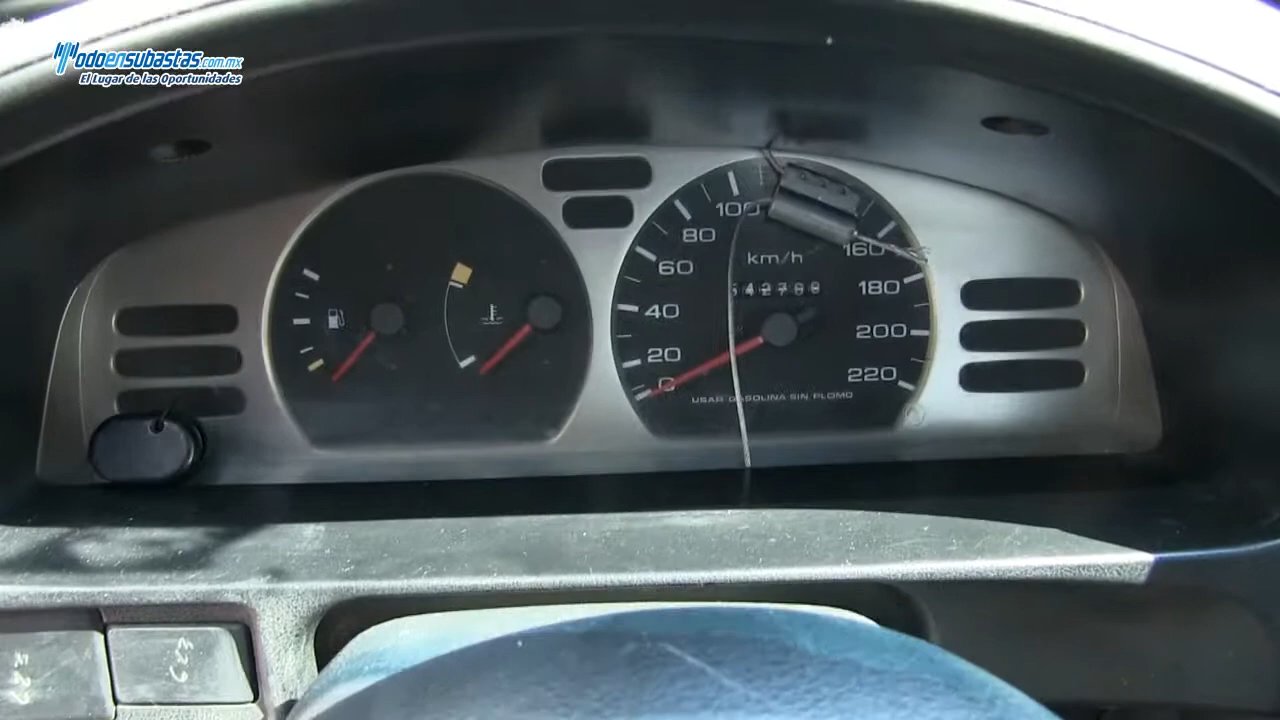 Todoensubastas.com.mx
El Lugar de las Oportunidades
100
80
60
40
20
0
km/h
160
180
200
220
USAR GASOLINA SIN PLOMO